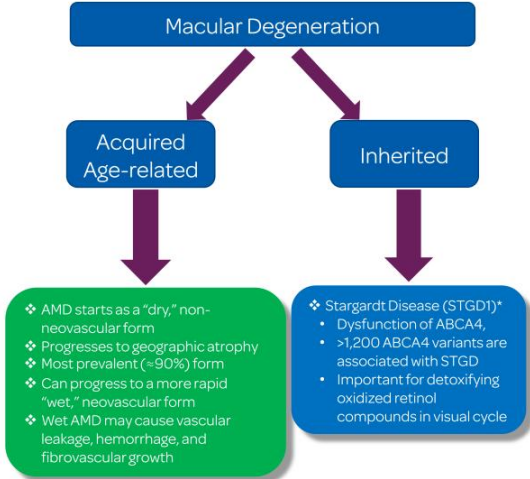 Macular Degeneration
Acquired
Age-related
Inherited
❖ AMD starts as a “dry,” non-
neovascular form
❖ Progresses to geographic atrophy
❖ Most prevalent (≈90%) form
❖ Can progress to a more rapid
“wet,” neovascular form
❖ Wet AMD may cause vascular
leakage, hemorrhage, and
fibrovascular growth
❖ Stargardt Disease (STGD1)*
• Dysfunction of ABCA4,
• >1,200 ABCA4 variants are
associated with STGD
• Important for detoxifying
oxidized retinol
compounds in visual cycle